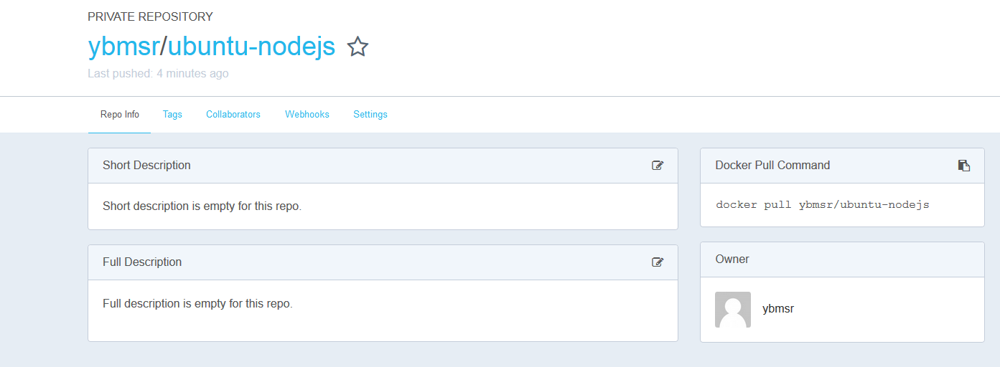 PRIVATE REPOSITORY
ybmsr/ubuntu-nodejs
Last pushed: 4 minutes ago
Repo Info Tags Collaborators Webhooks Settings
Short Description
Short description is empty for this repo.
Full Description
Full description is empty for this repo.
Docker Pull Command
docker pull ybmsr/ubuntu-nodejs
Owner
ybmsr